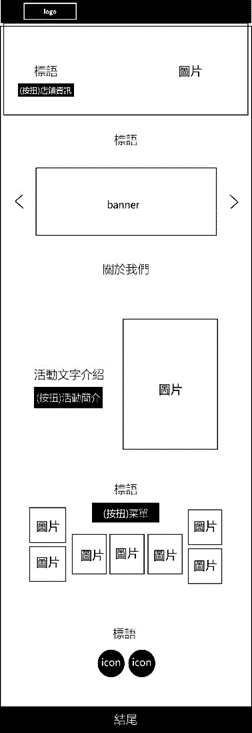 logo
標語
圖片
(按扭)店鋪資訊
標語
banner
關於我們
活動文字介紹
(按扭)活動簡介
圖片
標語
(按扭)菜單
圖片
圖片
圖片
圖片
圖片
圖片
圖片
標語
icon
icon
結尾